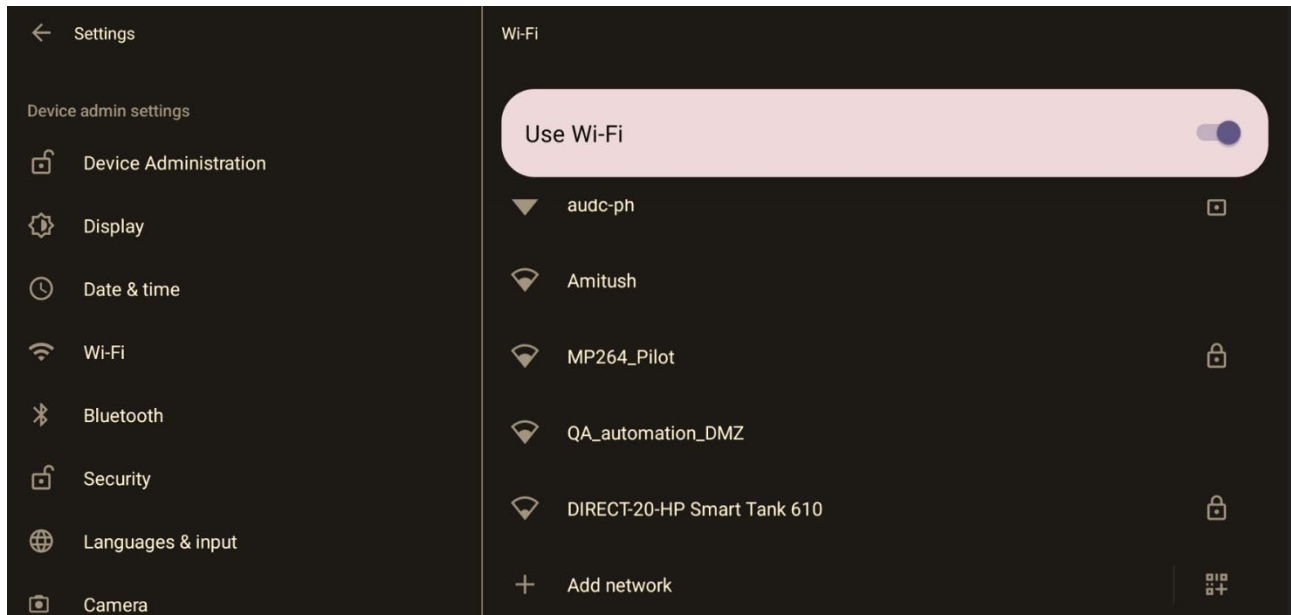 Settings
Device admin settings
Device Administration
Display
Date & time
Wi-Fi
Bluetooth
Security
Languages & input
Camera
Wi-Fi
Use Wi-Fi
audc-ph
Amitush
MP264_Pilot
QA_automation_DMZ
DIRECT-20-HP Smart Tank 610
Add network